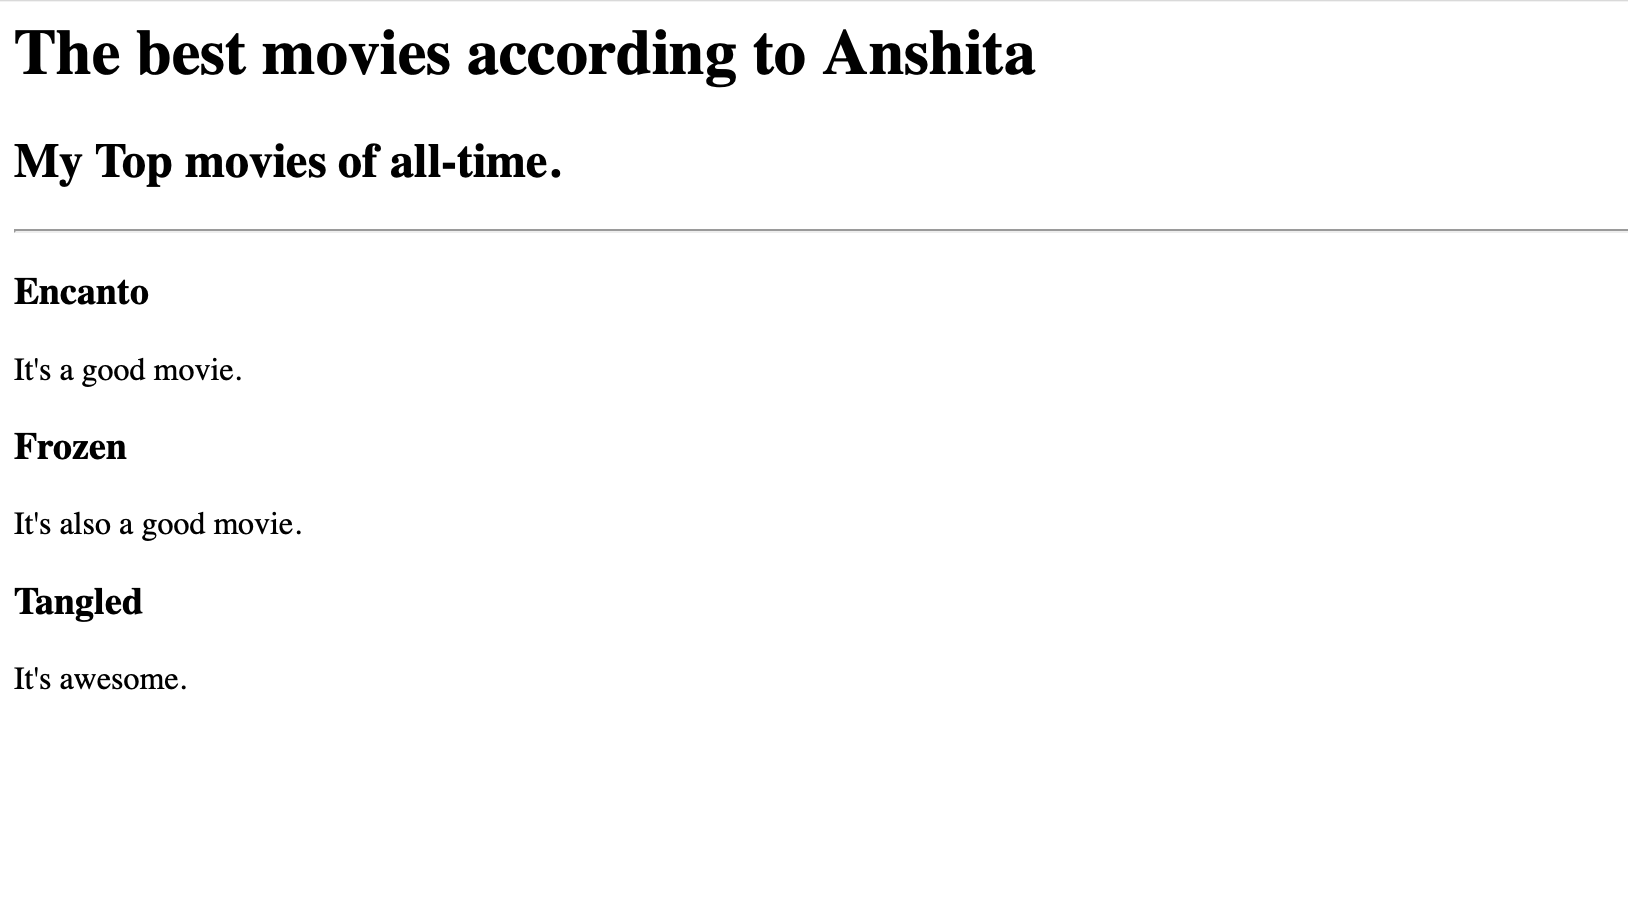 The best movies according to Anshita
My Top movies of all-time.
Encanto
It's a good movie.
Frozen
It's also a good movie.
Tangled
It's awesome.